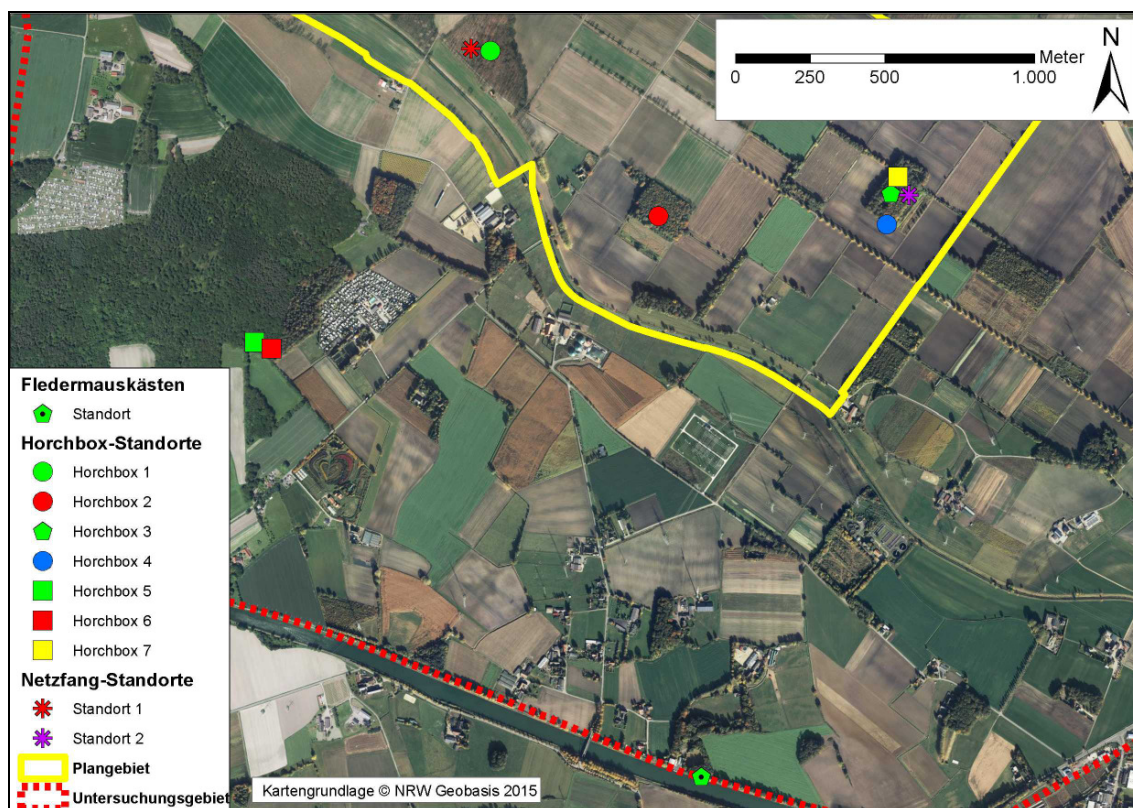 N
Meter
0 250 500 1.000
Fledermauskästen
Standort
Horchbox-Standorte
Horchbox 1
Horchbox 2
Horchbox 3
Horchbox 4
Horchbox 5
Horchbox 6
Horchbox 7
Netzfang-Standorte
Standort 1
Standort 2
Plangebiet
Untersuchungsgebiet
Kartengrundlage © NRW Geobasis 2015